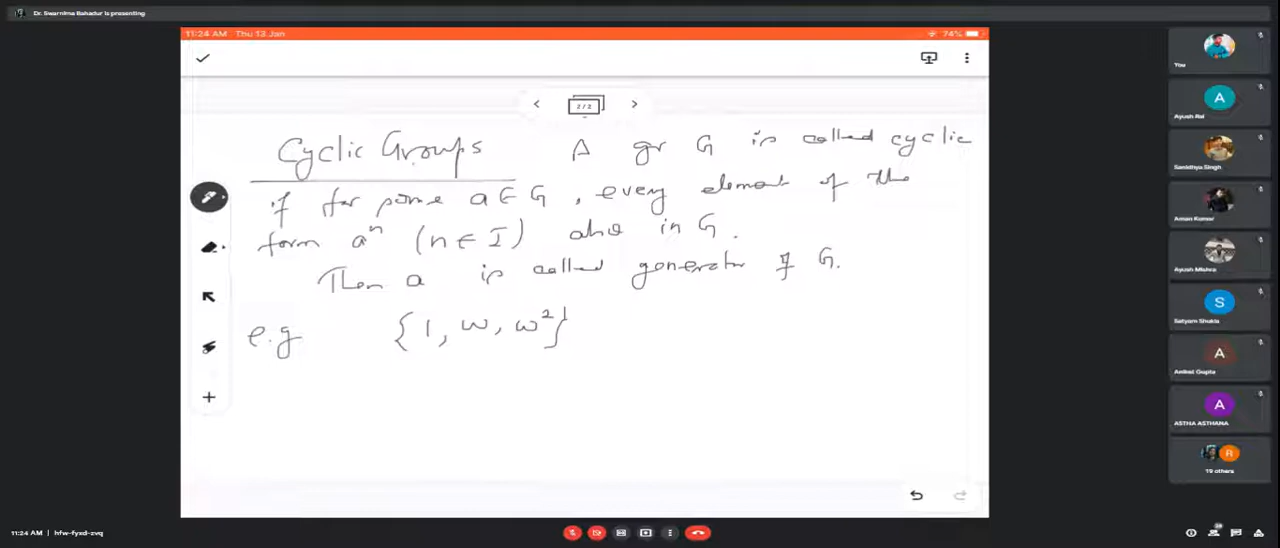 Dr. Swarnima Bahadur is presenting
11:24 AM Thu 13 Jan 74%
2/2
Cyclic Groups A gr G is called cyclic
if for some a ∈ G, every element of the
form aⁿ (n ∈ I) also in G.
Then a is called generator of G.
e.g {1, ω, ω²}
You
Ayush Rai
Sanidhya Singh
Aman Kumar
Ayush Mishra
S
Satyam Shukla
A
Aniket Gupta
A
ASTHA ASTHANA
19 others
11:24 AM | hfw-fyxd-zvq